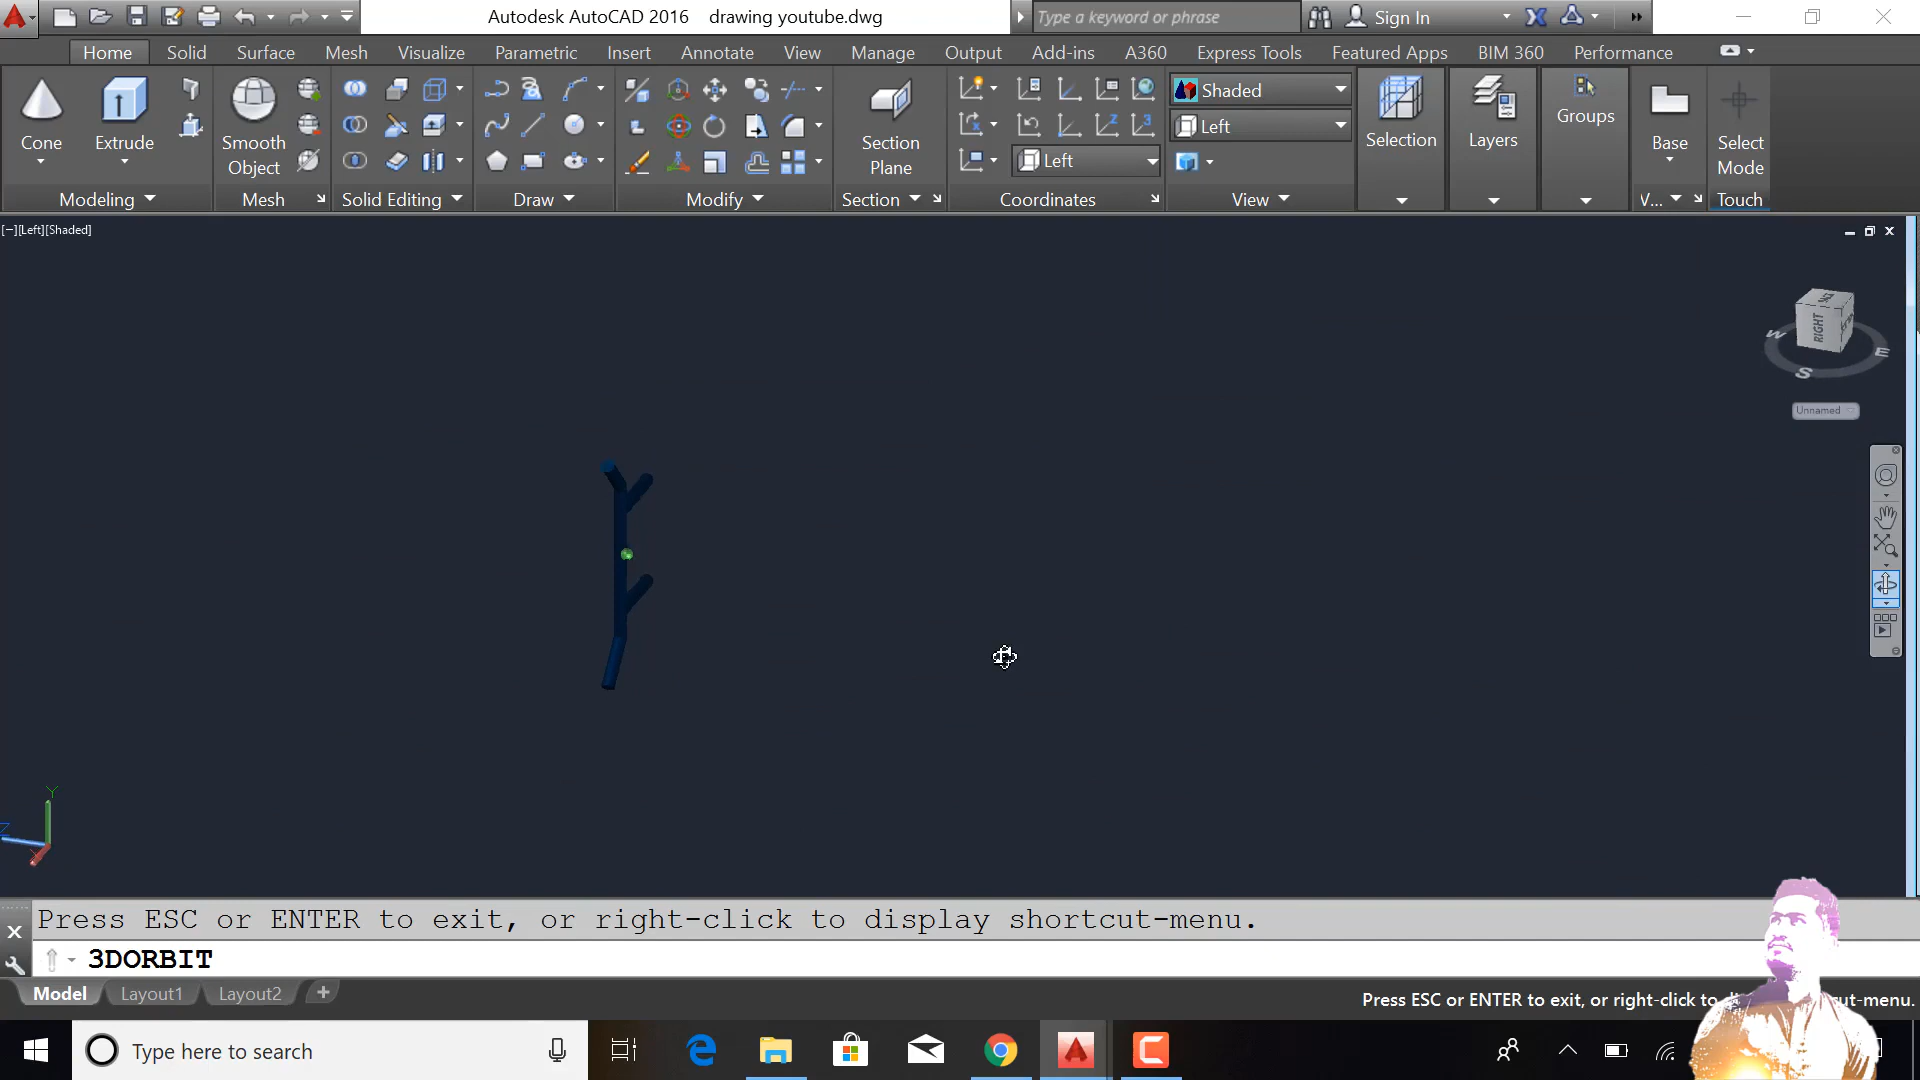 Autodesk AutoCAD 2016 drawing youtube.dwg
Type a keyword or phrase
Sign In
Home Solid Surface Mesh Visualize Parametric Insert Annotate View Manage Output Add-ins A360 Express Tools Featured Apps BIM 360 Performance
Cone
Extrude
Smooth
Object
Section
Plane
Shaded
Left
Left
Selection
Layers
Groups
Base
Select
Mode
Modeling
Mesh
Solid Editing
Draw
Modify
Section
Coordinates
View
V...
Touch
[−][Left][Shaded]
RIGHT
W
E
S
Unnamed
Y
Z
Press ESC or ENTER to exit, or right-click to display shortcut-menu.
3DORBIT
Model Layout1 Layout2 +
Press ESC or ENTER to exit, or right-click to
ut-menu.
Type here to search